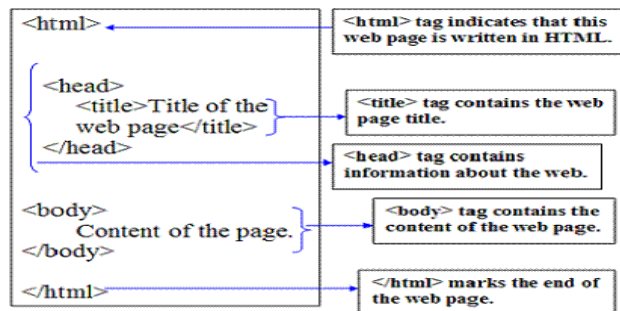 <html>
<html> tag indicates that this
web page is written in HTML.
<head>
<title>Title of the
web page</title>
</head>
<title> tag contains the web
page title.
<head> tag contains
information about the web.
<body>
Content of the page.
</body>
<body> tag contains the
content of the web page.
</html>
</html> marks the end of
the web page.